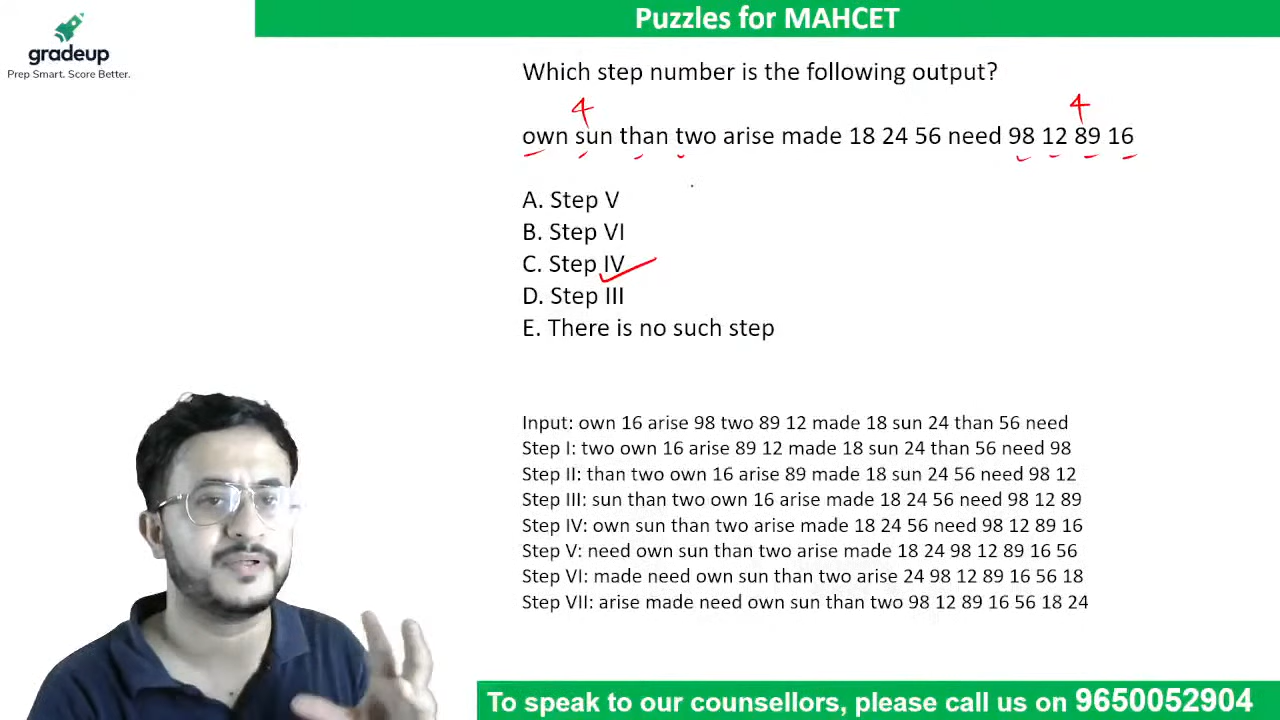 Puzzles for MAHCET
gradeup
Prep Smart. Score Better.
Which step number is the following output?
4 4
own sun than two arise made 18 24 56 need 98 12 89 16
A. Step V
B. Step VI
C. Step IV
D. Step III
E. There is no such step
Input: own 16 arise 98 two 89 12 made 18 sun 24 than 56 need
Step I: two own 16 arise 89 12 made 18 sun 24 than 56 need 98
Step II: than two own 16 arise 89 made 18 sun 24 56 need 98 12
Step III: sun than two own 16 arise made 18 24 56 need 98 12 89
Step IV: own sun than two arise made 18 24 56 need 98 12 89 16
Step V: need own sun than two arise made 18 24 98 12 89 16 56
Step VI: made need own sun than two arise 24 98 12 89 16 56 18
Step VII: arise made need own sun than two 98 12 89 16 56 18 24
To speak to our counsellors, please call us on 9650052904